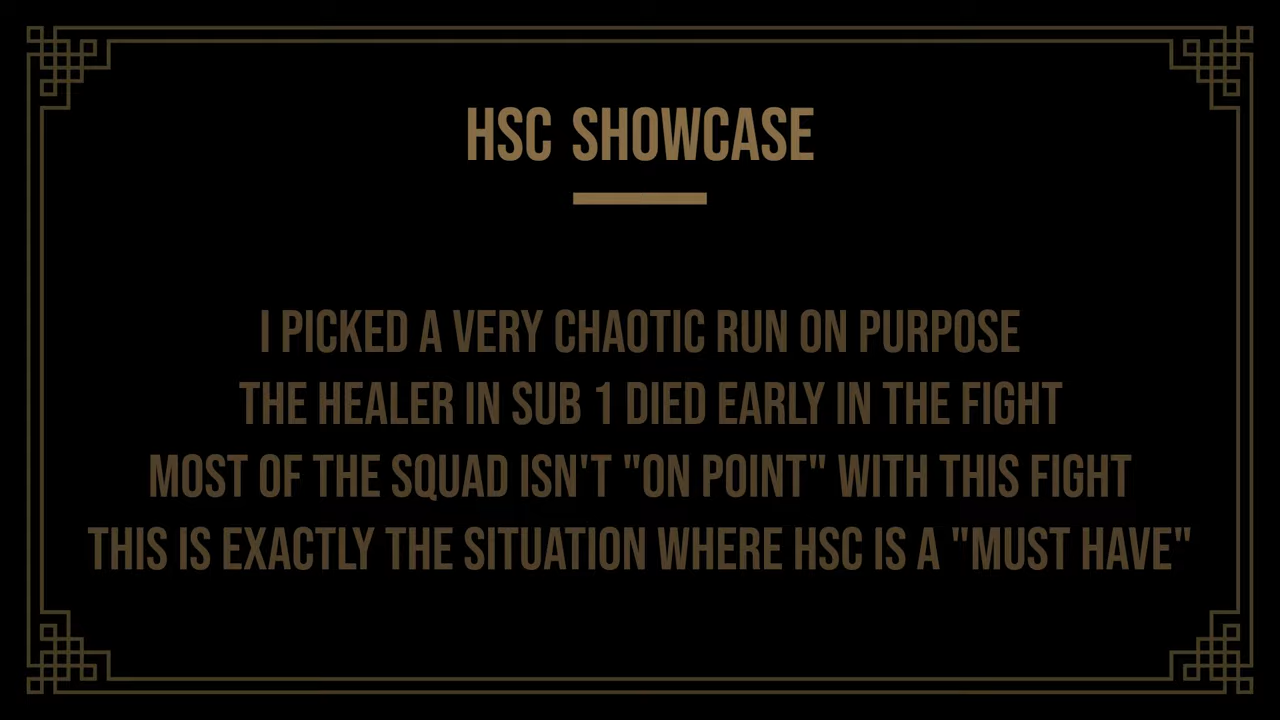 HSC SHOWCASE
I PICKED A VERY CHAOTIC RUN ON PURPOSE
THE HEALER IN SUB 1 DIED EARLY IN THE FIGHT
MOST OF THE SQUAD ISN'T "ON POINT" WITH THIS FIGHT
THIS IS EXACTLY THE SITUATION WHERE HSC IS A "MUST HAVE"